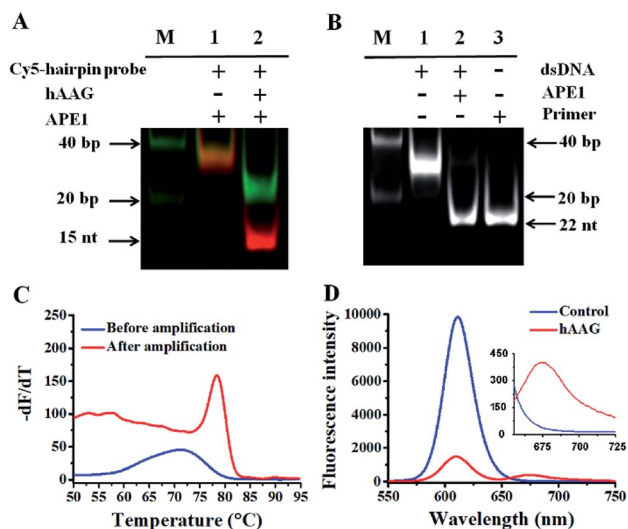 A
M 1 2
Cy5-hairpin probe + +
hAAG - +
APE1 + +
40 bp
20 bp
15 nt
B
M 1 2 3
+ + - dsDNA
- + - APE1
- - + Primer
40 bp
20 bp
22 nt
C
Before amplification
After amplification
-dF/dT
250
200
150
100
50
0
50 55 60 65 70 75 80 85 90 95
Temperature (°C)
D
Control
hAAG
Fluorescence intensity
10000
8000
6000
4000
2000
0
550 600 650 700 750
Wavelength (nm)
450
300
150
0
675 700 725